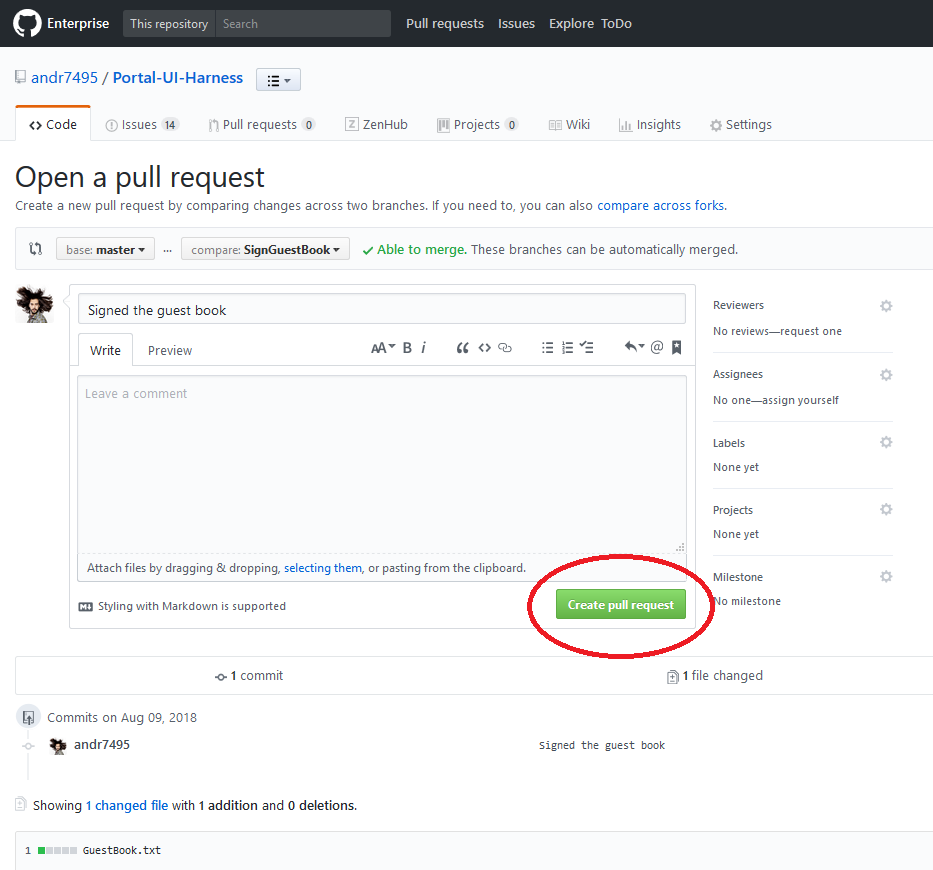 Enterprise This repository Search Pull requests Issues Explore ToDo
andr7495 / Portal-UI-Harness
Code Issues 14 Pull requests 0 ZenHub Projects 0 Wiki Insights Settings
Open a pull request
Create a new pull request by comparing changes across two branches. If you need to, you can also compare across forks.
base: master ... compare: SignGuestBook Able to merge. These branches can be automatically merged.
Signed the guest book
Write Preview AA B i @
Leave a comment
Attach files by dragging & dropping, selecting them, or pasting from the clipboard.
Styling with Markdown is supported
Create pull request
Reviewers
No reviews—request one
Assignees
No one—assign yourself
Labels
None yet
Projects
None yet
Milestone
No milestone
1 commit 1 file changed
Commits on Aug 09, 2018
andr7495 Signed the guest book
Showing 1 changed file with 1 addition and 0 deletions.
1 GuestBook.txt